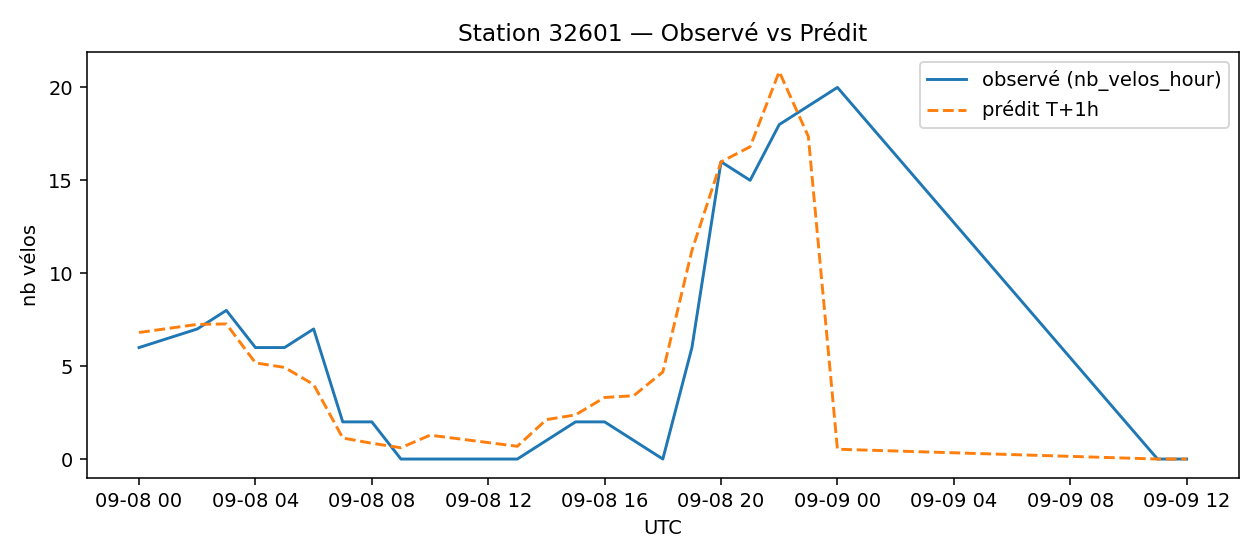 Station 32601 — Observé vs Prédit
observé (nb_velos_hour)
prédit T+1h
nb vélos
20
15
10
5
0
09-08 00 09-08 04 09-08 08 09-08 12 09-08 16 09-08 20 09-09 00 09-09 04 09-09 08 09-09 12
UTC